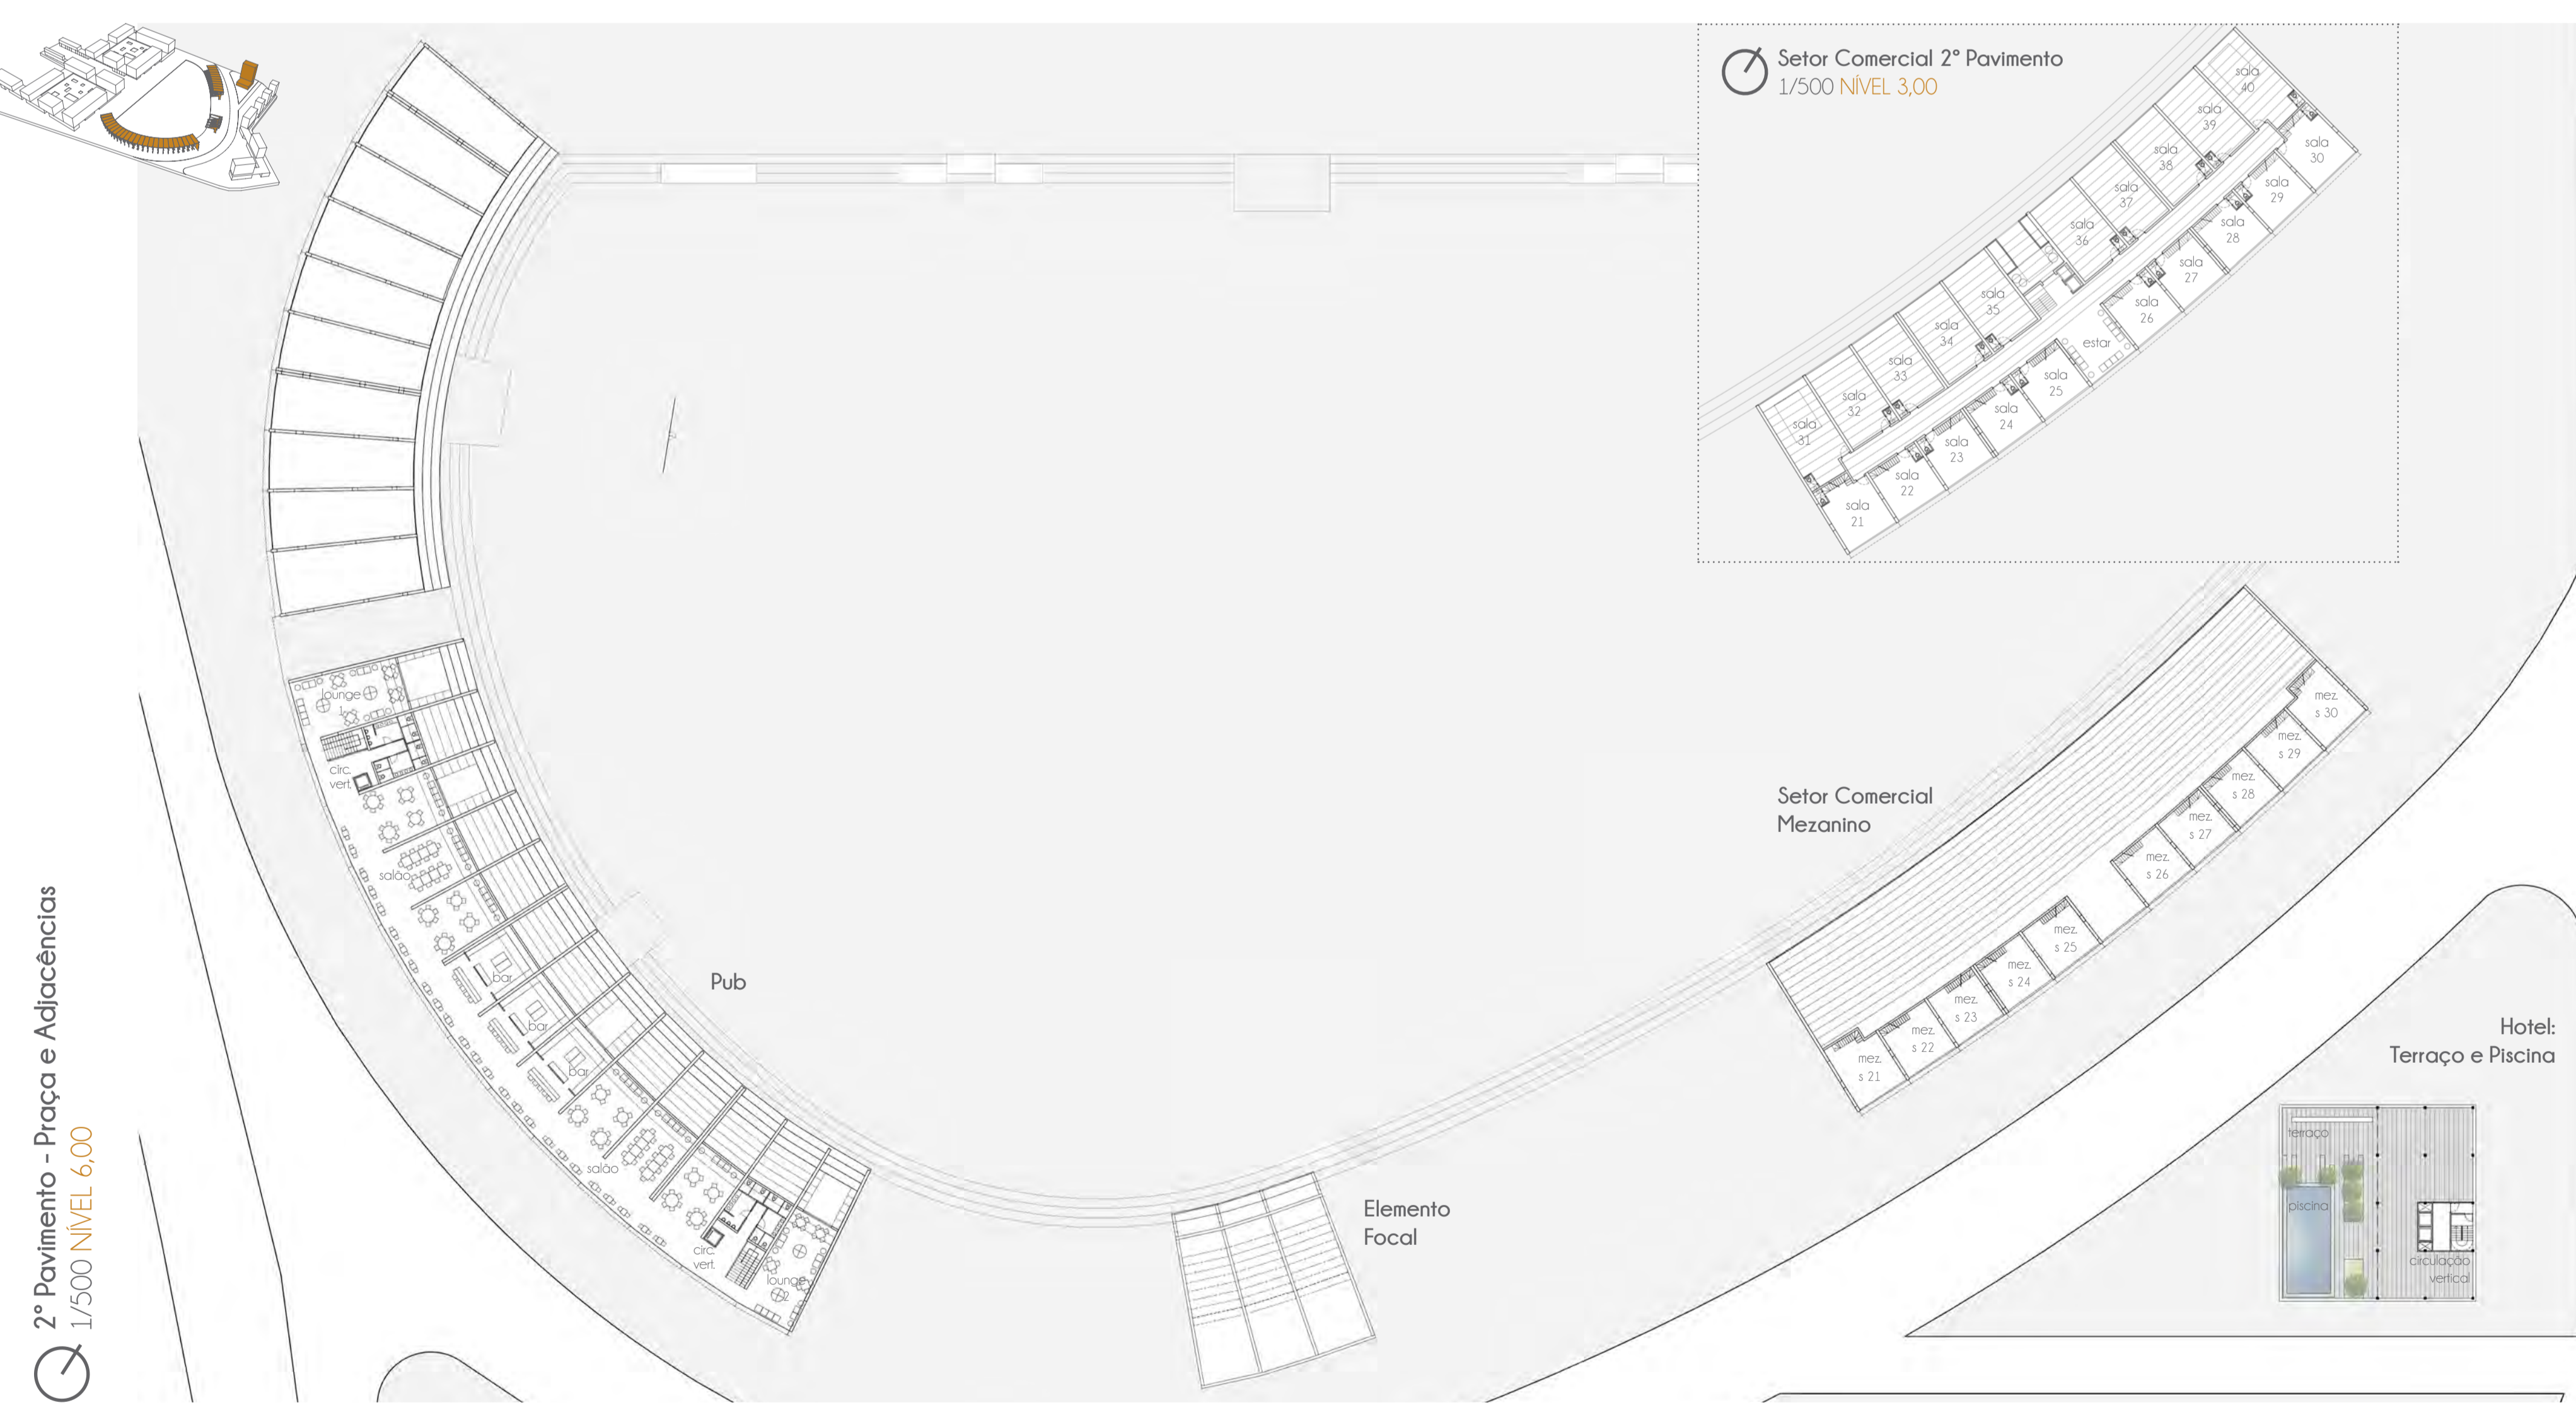 2° Pavimento - Praça e Adjacências
1/500 NÍVEL 6,00
Setor Comercial 2° Pavimento
1/500 NÍVEL 3,00
sala
40
sala
39
sala
38
sala
37
sala
36
sala
35
sala
34
sala
33
sala
32
sala
31
sala
30
sala
29
sala
28
sala
27
sala
26
estar
sala
25
sala
24
sala
23
sala
22
sala
21
lounge
1
circ.
vert.
salão
bar
bar
bar
salão
circ.
vert.
lounge
2
Pub
Elemento
Focal
Setor Comercial
Mezanino
mez.
s 30
mez.
s 29
mez.
s 28
mez.
s 27
mez.
s 26
mez.
s 25
mez.
s 24
mez.
s 23
mez.
s 22
mez.
s 21
Hotel:
Terraço e Piscina
terraço
piscina
circulação
vertical